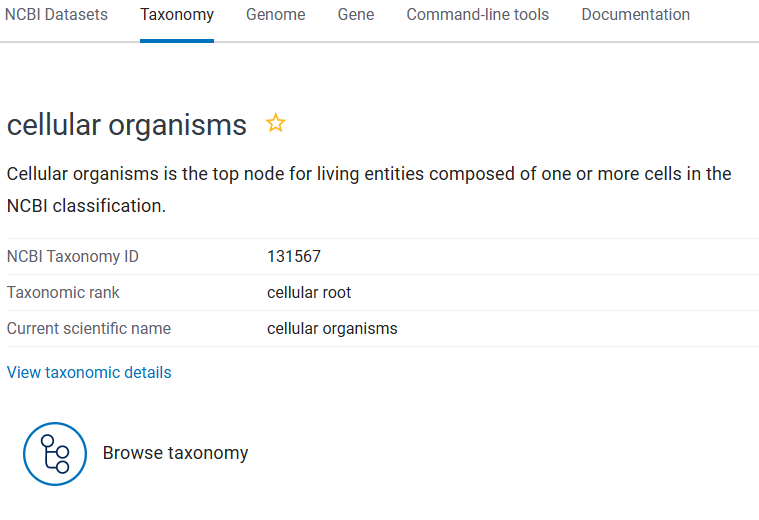 NCBI Datasets Taxonomy Genome Gene Command-line tools Documentation
cellular organisms
Cellular organisms is the top node for living entities composed of one or more cells in the
NCBI classification.
NCBI Taxonomy ID 131567
Taxonomic rank cellular root
Current scientific name cellular organisms
View taxonomic details
Browse taxonomy